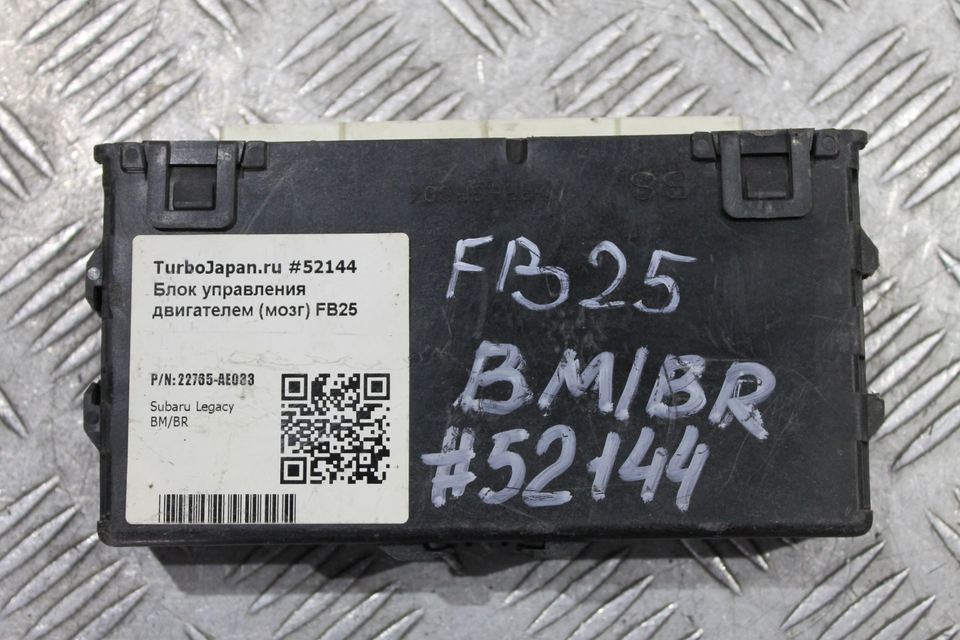 TurboJapan.ru #52144
Блок управления
двигателем (мозг) FB25
P/N:22765-AE083
Subaru Legacy
BM/BR
FB25
BM/BR
#52144